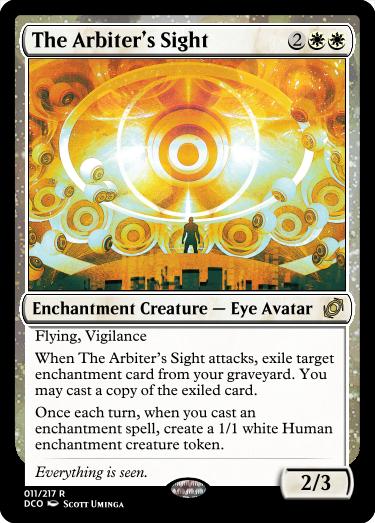 The Arbiter's Sight 2
Enchantment Creature — Eye Avatar
Flying, Vigilance
When The Arbiter's Sight attacks, exile target
enchantment card from your graveyard. You
may cast a copy of the exiled card.
Once each turn, when you cast an
enchantment spell, create a 1/1 white Human
enchantment creature token.
Everything is seen.
2/3
011/217 R
DCO Scott Uminga